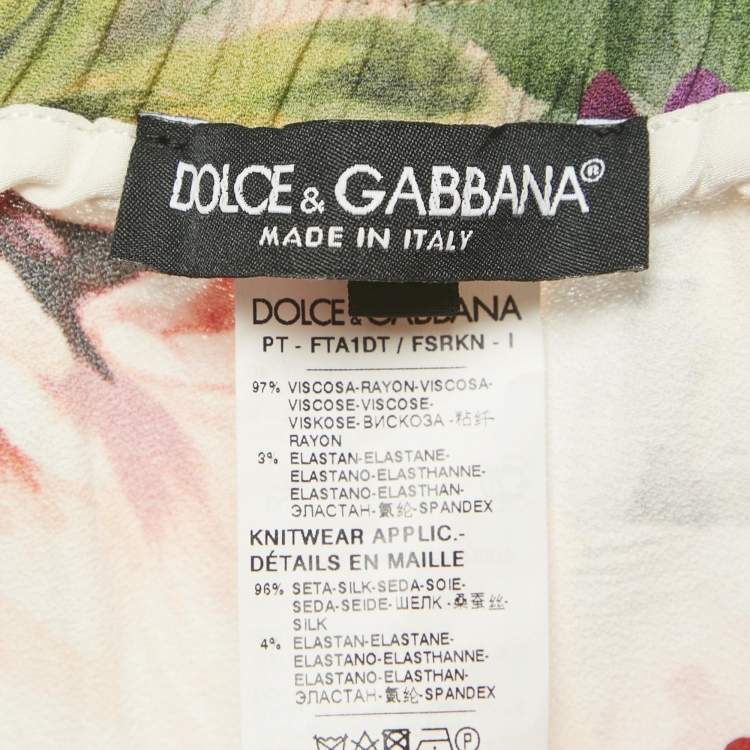 DOLCE & GABBANA®
MADE IN ITALY
DOLCE & GABBANA
PT - FTA1DT / FSRKN - I
97% VISCOSA-RAYON-VISCOSA-
VISCOSE-VISCOSE-
VISKOSE-ВИСКОЗА -粘纤-
RAYON
3% ELASTAN-ELASTANE-
ELASTANO-ELASTHANNE-
ELASTANO-ELASTHAN-
ЭЛАСТАН-氨纶-SPANDEX
KNITWEAR APPLIC.-
DÉTAILS EN MAILLE
96% SETA-SILK-SEDA-SOIE-
SEDA-SEIDE-ШЕЛК -桑蚕丝-
SILK
4% ELASTAN-ELASTANE-
ELASTANO-ELASTHANNE-
ELASTANO-ELASTHAN-
ЭЛАСТАН-氨纶-SPANDEX
P